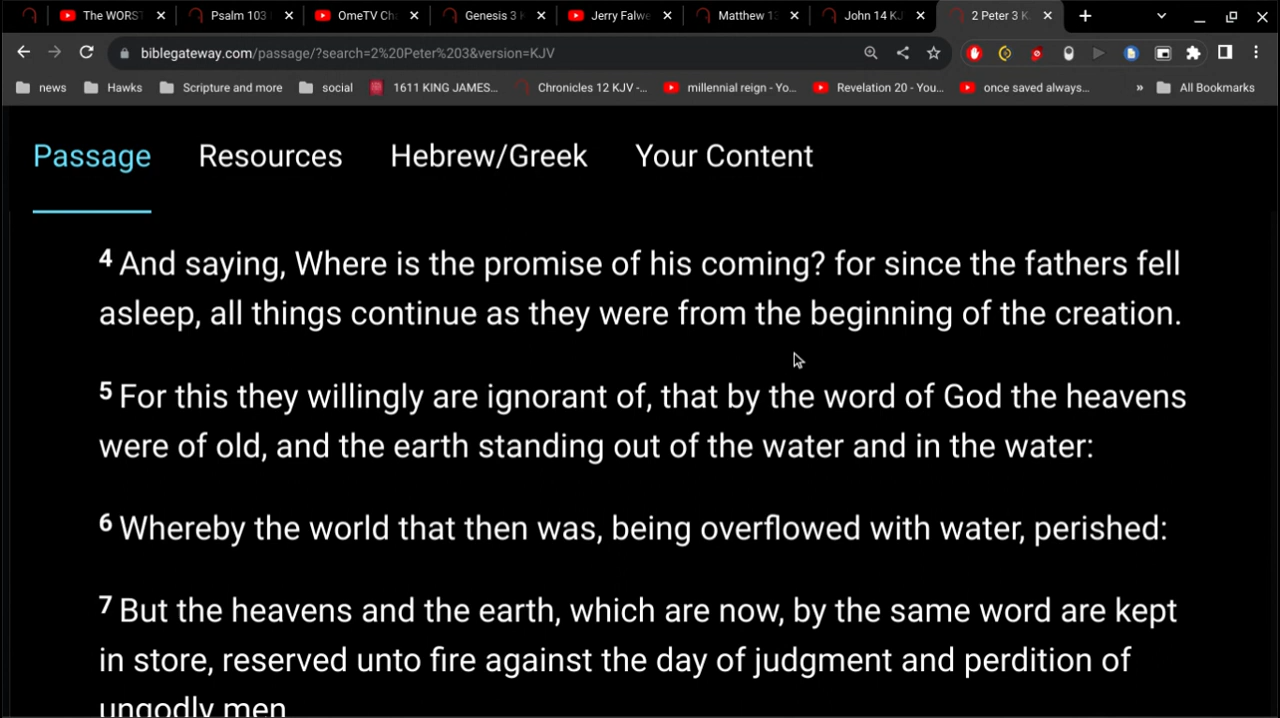 The WORS
Psalm 103
OmeTV Ch
Genesis 3 K
Jerry Falwe
Matthew 13
John 14 KJ
2 Peter 3 K
biblegateway.com/passage/?search=2%20Peter%203&version=KJV
news
Hawks
Scripture and more
social
1611 KING JAMES...
Chronicles 12 KJV -...
millennial reign - Yo...
Revelation 20 - You...
once saved always...
»
All Bookmarks
Passage
Resources
Hebrew/Greek
Your Content
4 And saying, Where is the promise of his coming? for since the fathers fell
asleep, all things continue as they were from the beginning of the creation.
5 For this they willingly are ignorant of, that by the word of God the heavens
were of old, and the earth standing out of the water and in the water:
6 Whereby the world that then was, being overflowed with water, perished:
7 But the heavens and the earth, which are now, by the same word are kept
in store, reserved unto fire against the day of judgment and perdition of
ungodly men